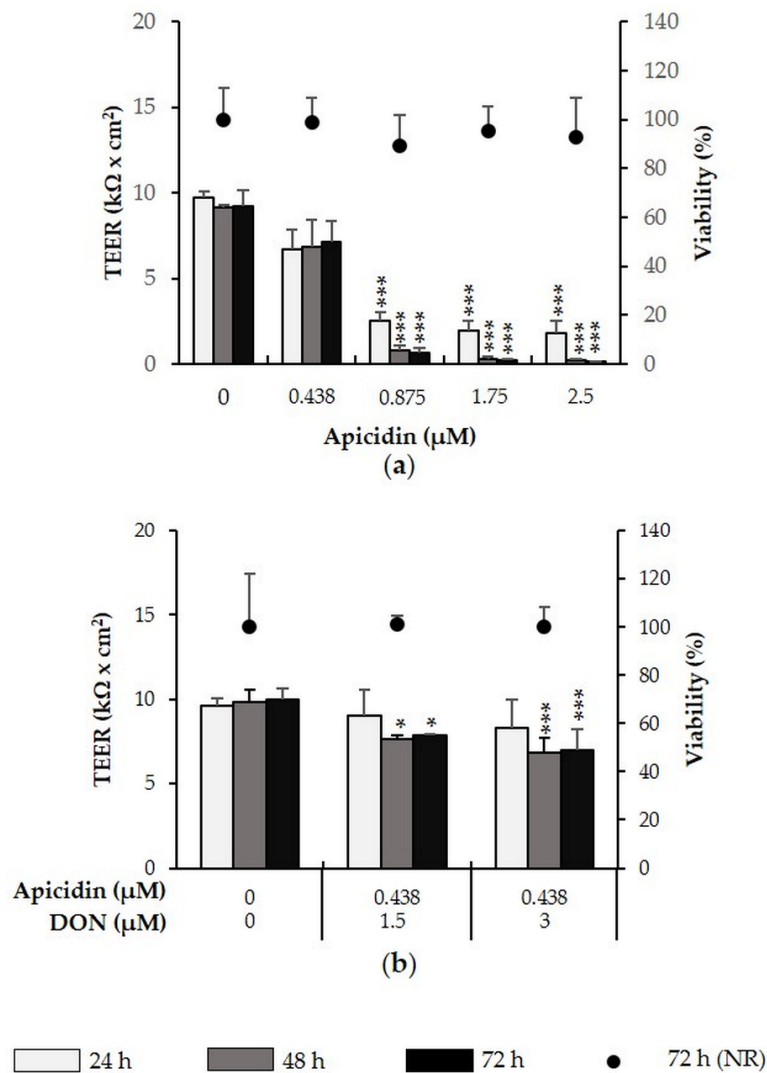 20
15
10
5
0
TEER (kΩ x cm²)
140
120
100
80
60
40
20
0
Viability (%)
*** *** *** *** *** *** *** *** ***
0 0.438 0.875 1.75 2.5
Apicidin (μM)
(a)
20
15
10
5
0
TEER (kΩ x cm²)
140
120
100
80
60
40
20
0
Viability (%)
* * *** ***
Apicidin (μM) 0 0.438 0.438
DON (μM) 0 1.5 3
(b)
24 h 48 h 72 h 72 h (NR)